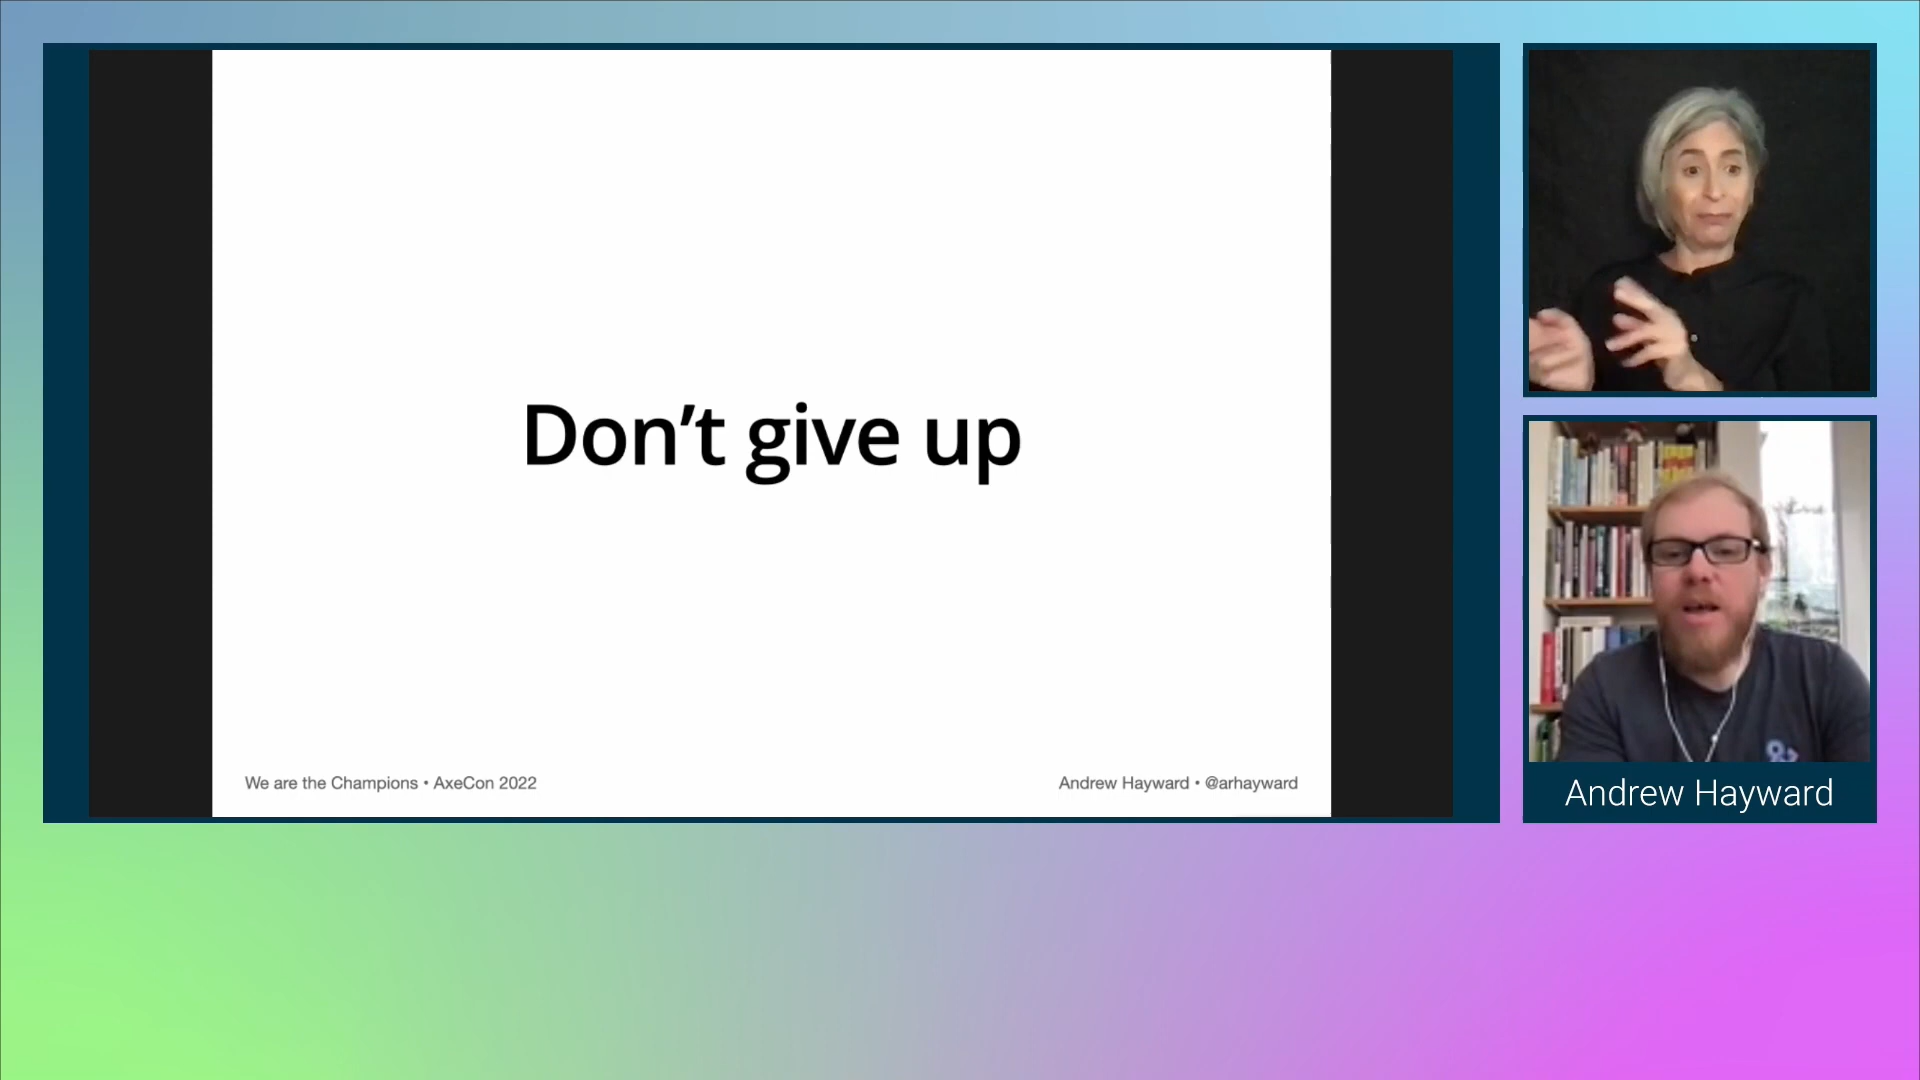 Don’t give up
We are the Champions • AxeCon 2022
Andrew Hayward • @arhayward
Andrew Hayward